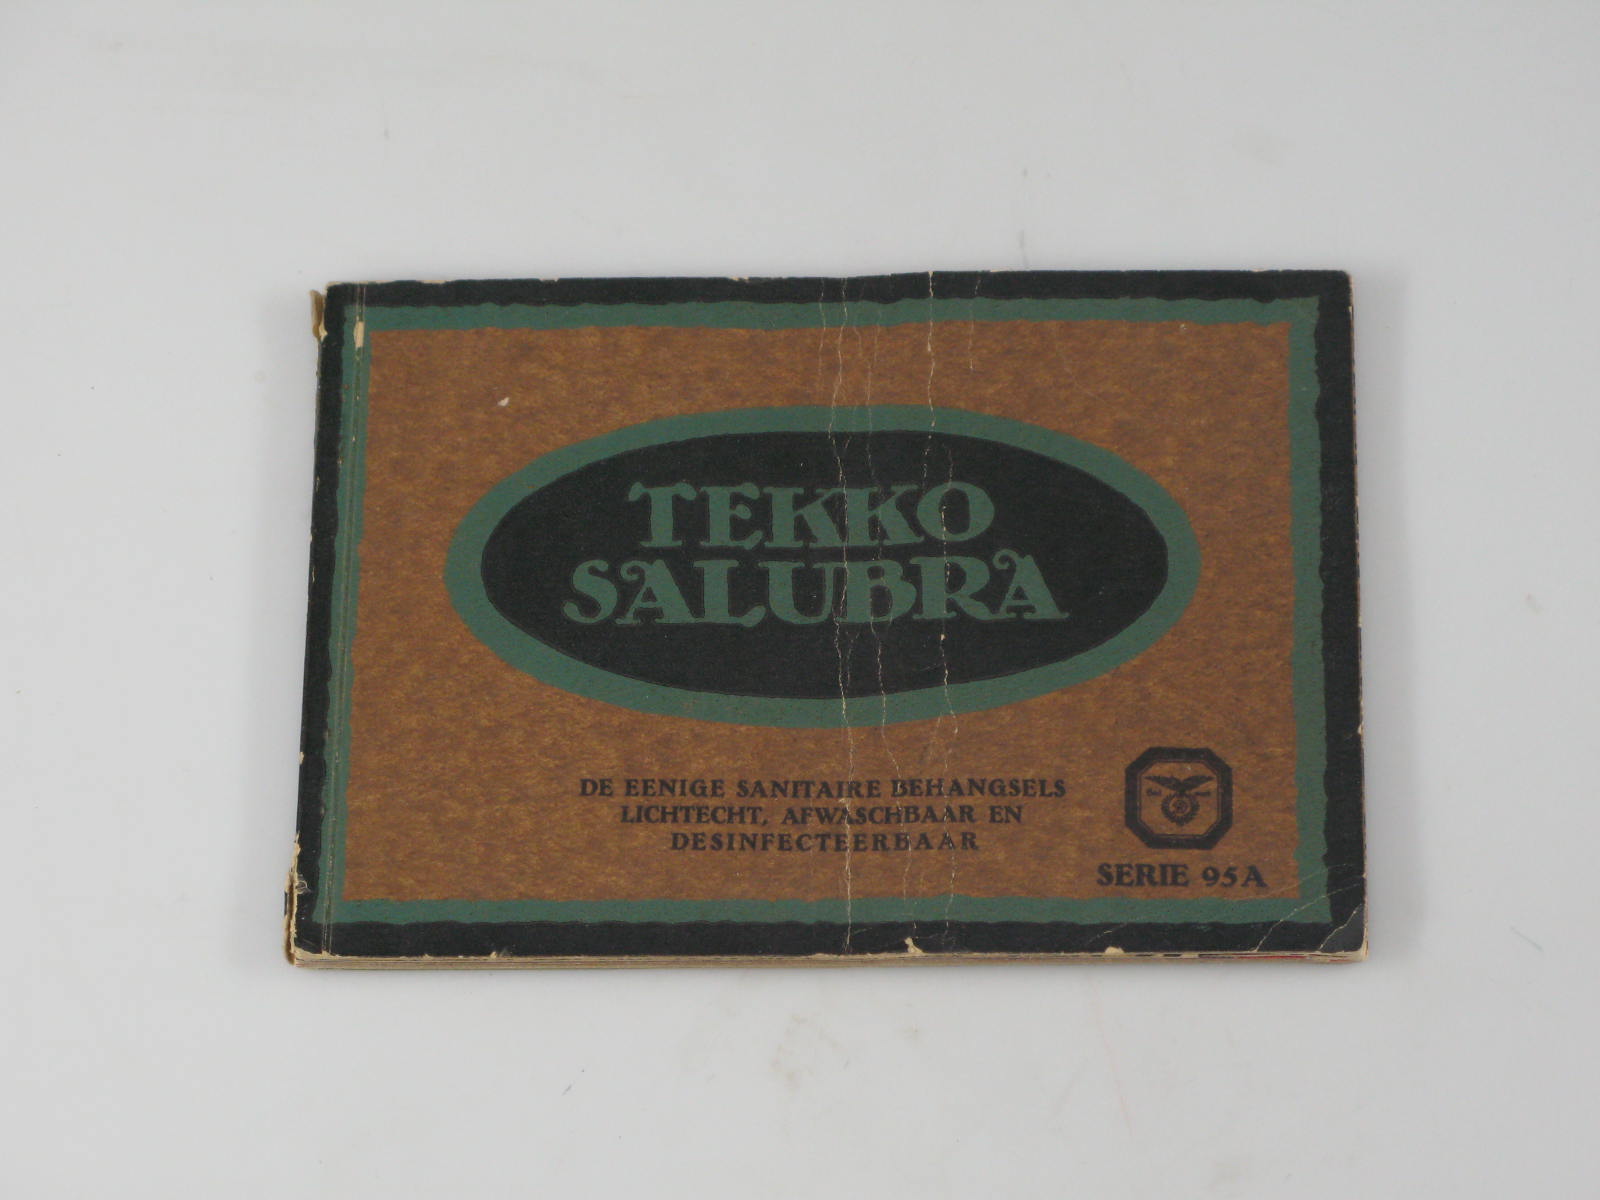 TEKKO
SALUBRA
DE EENIGE SANITAIRE BEHANGSELS
LICHTECHT, AFWASCHBAAR EN
DESINFECTEERBAAR
SERIE 95A